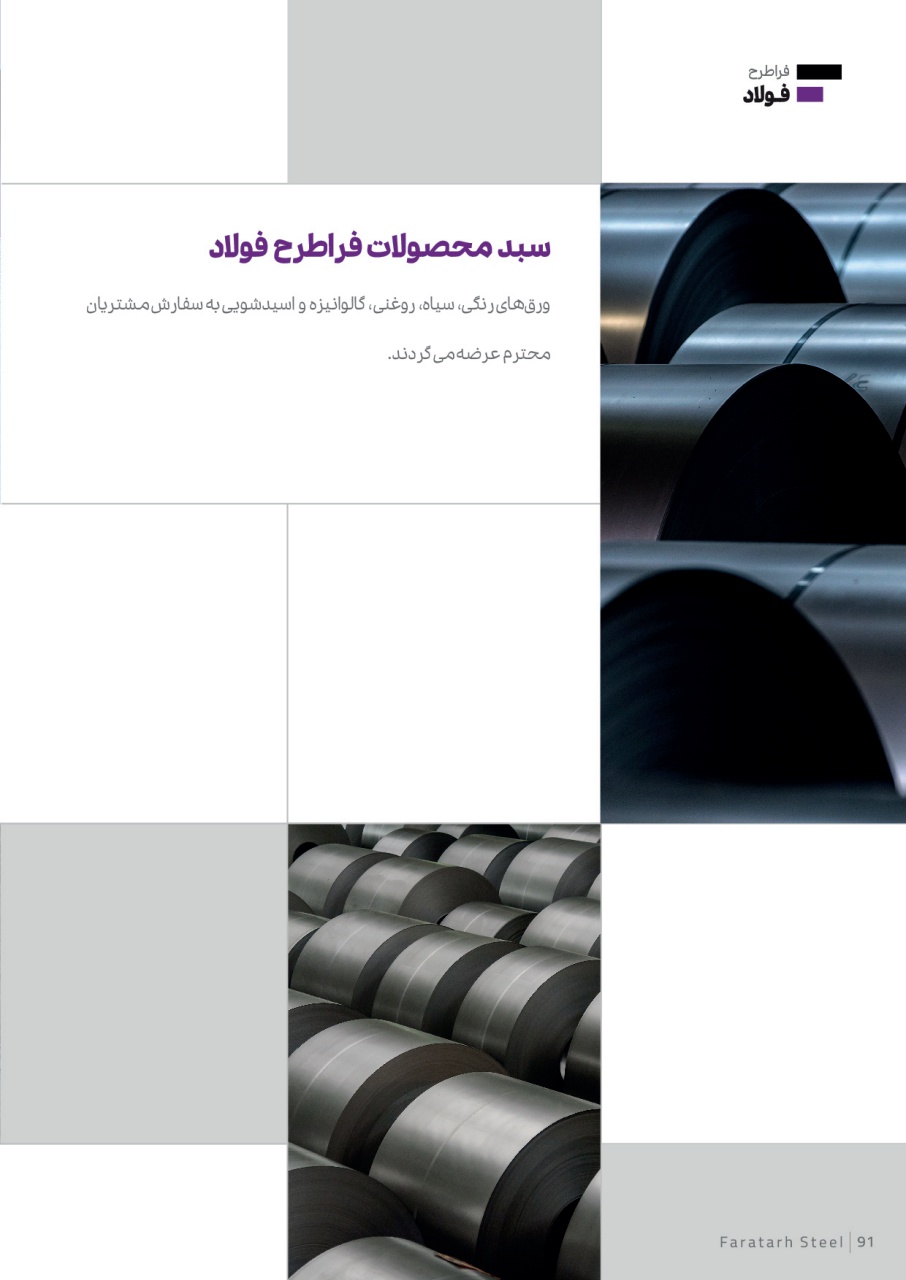 فراطرح
فولاد
سبد محصولات فراطرح فولاد
ورق‌های رنگی، سیاه، روغنی، گالوانیزه و اسیدشویی به سفارش مشتریان
محترم عرضه می گردند.
Faratarh Steel | 91